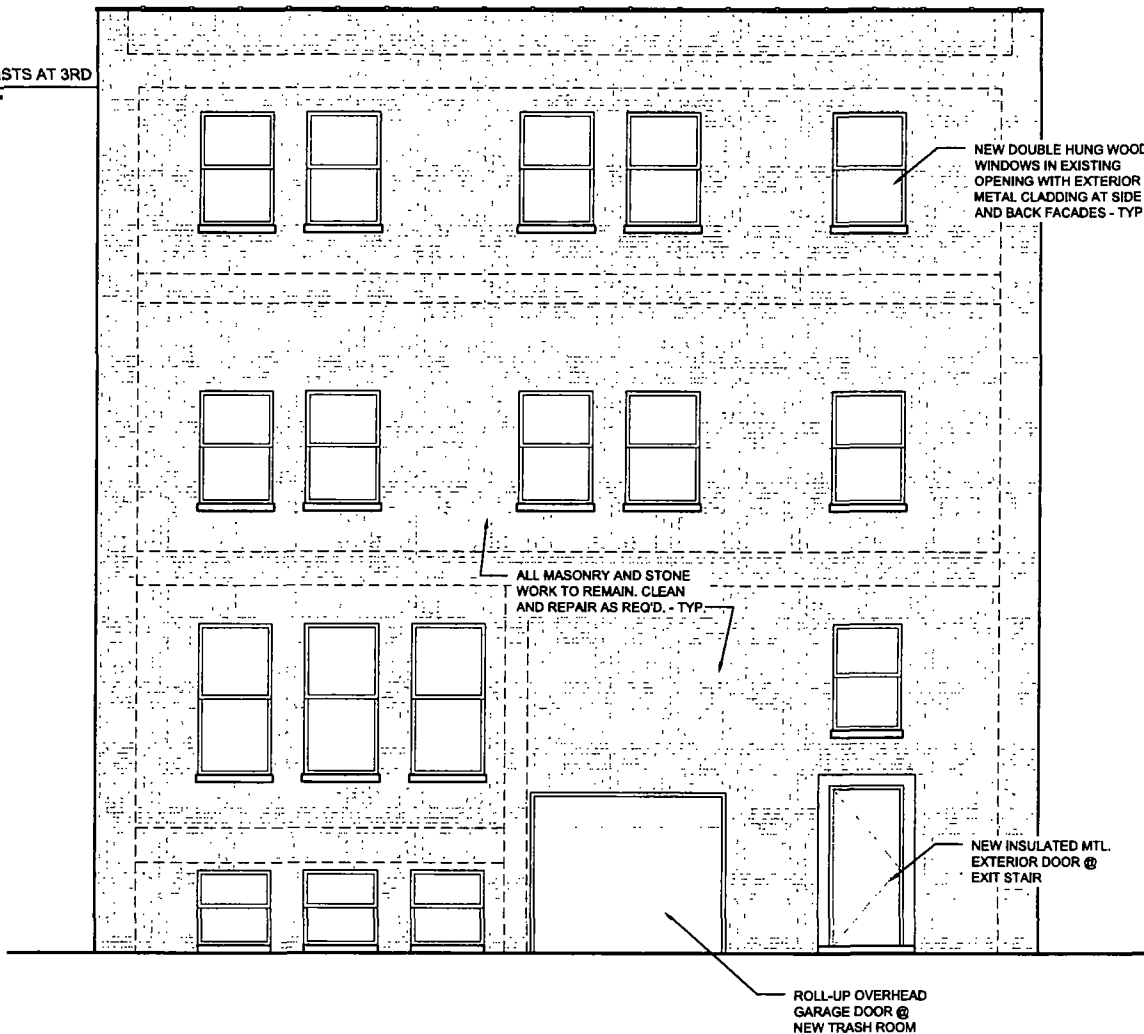 STS AT 3RD
NEW DOUBLE HUNG WOOD
WINDOWS IN EXISTING
OPENING WITH EXTERIOR
METAL CLADDING AT SIDE
AND BACK FACADES - TYP
ALL MASONRY AND STONE
WORK TO REMAIN. CLEAN
AND REPAIR AS REQ'D. - TYP.
NEW INSULATED MTL.
EXTERIOR DOOR @
EXIT STAIR
ROLL-UP OVERHEAD
GARAGE DOOR @
NEW TRASH ROOM